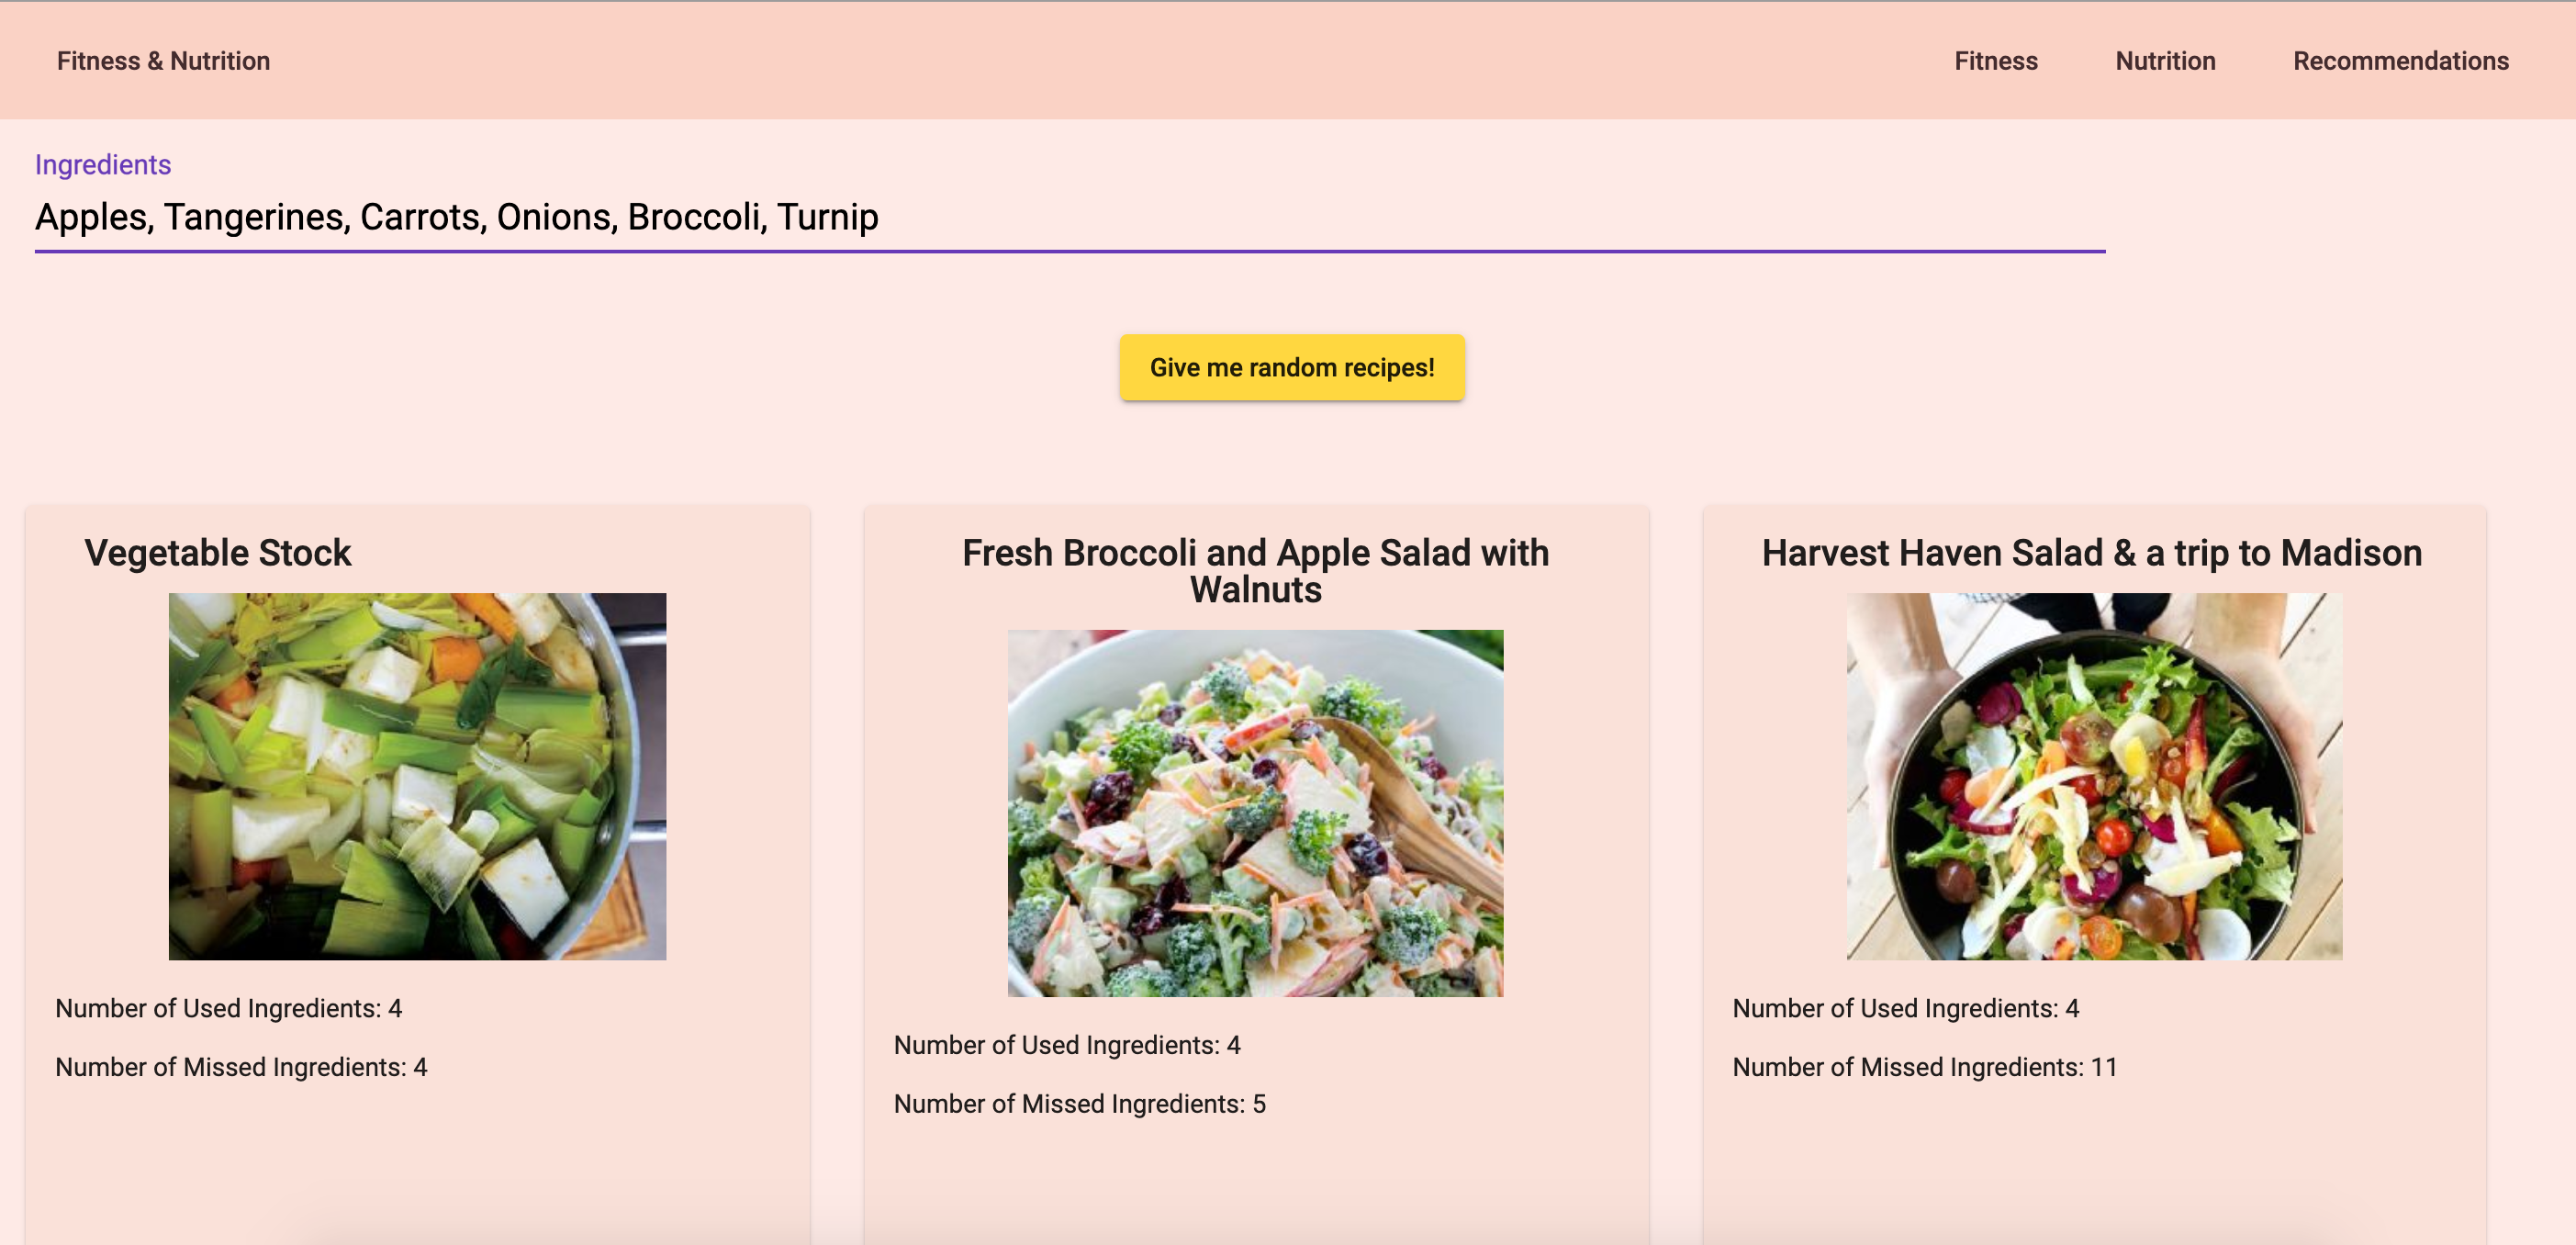 Fitness & Nutrition
Fitness
Nutrition
Recommendations
Ingredients
Apples, Tangerines, Carrots, Onions, Broccoli, Turnip
Give me random recipes!
Vegetable Stock
Number of Used Ingredients: 4
Number of Missed Ingredients: 4
Fresh Broccoli and Apple Salad with
Walnuts
Number of Used Ingredients: 4
Number of Missed Ingredients: 5
Harvest Haven Salad & a trip to Madison
Number of Used Ingredients: 4
Number of Missed Ingredients: 11